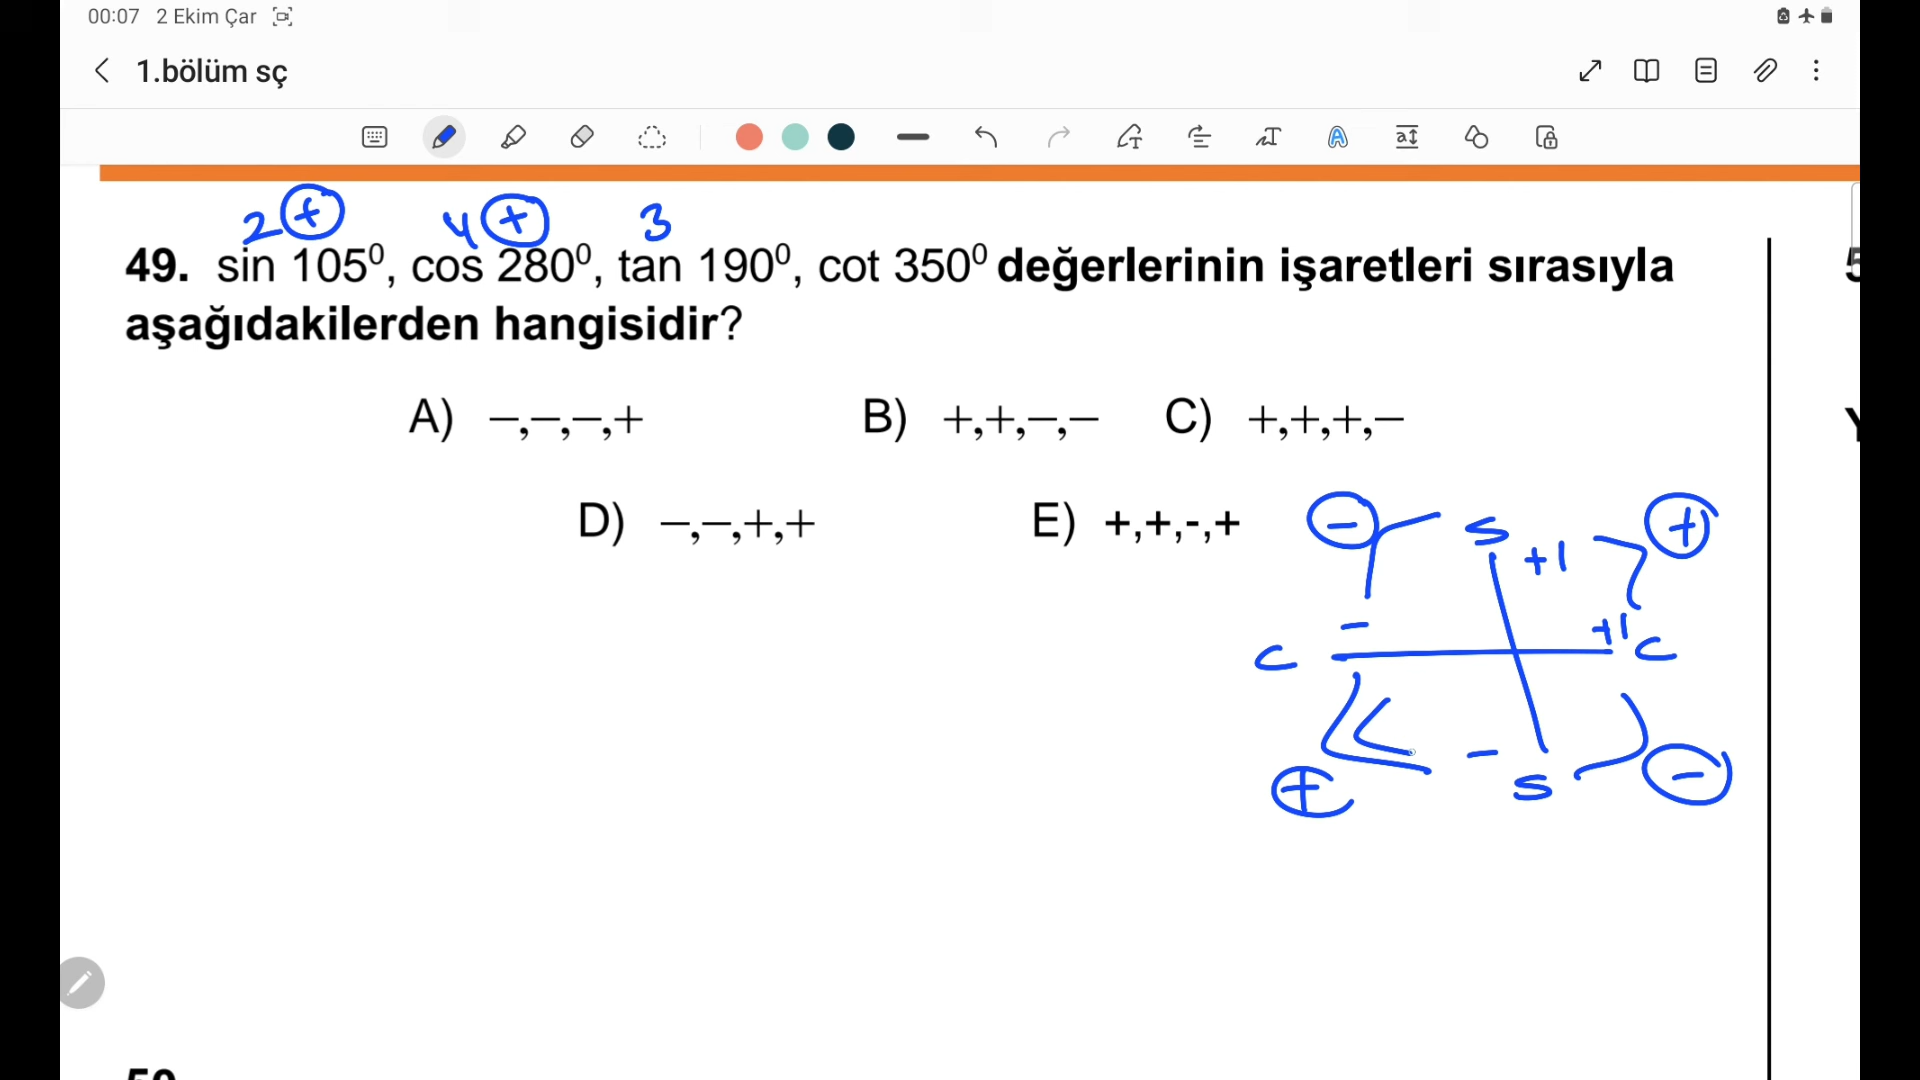 00:07 2 Ekim Çar
1.bölüm sç
2 + 4 + 3
49. sin 105⁰, cos 280⁰, tan 190⁰, cot 350⁰ değerlerinin işaretleri sırasıyla
aşağıdakilerden hangisidir?
A) −,−,−,+ B) +,+,−,− C) +,+,+,−
D) −,−,+,+ E) +,+,-,+
− s +1 +
− +1
c c
− s
+ −